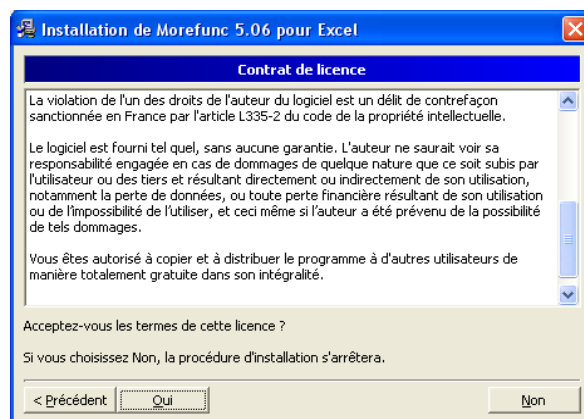 Installation de Morefunc 5.06 pour Excel
Contrat de licence
La violation de l'un des droits de l'auteur du logiciel est un délit de contrefaçon
sanctionnée en France par l'article L335-2 du code de la propriété intellectuelle.
Le logiciel est fourni tel quel, sans aucune garantie. L'auteur ne saurait voir sa
responsabilité engagée en cas de dommages de quelque nature que ce soit subis par
l'utilisateur ou des tiers et résultant directement ou indirectement de son utilisation,
notamment la perte de données, ou toute perte financière résultant de son utilisation
ou de l'impossibilité de l'utiliser, et ceci même si l'auteur a été prévenu de la possibilité
de tels dommages.
Vous êtes autorisé à copier et à distribuer le programme à d'autres utilisateurs de
manière totalement gratuite dans son intégralité.
Acceptez-vous les termes de cette licence ?
Si vous choisissez Non, la procédure d'installation s'arrêtera.
< Précédent Oui Non